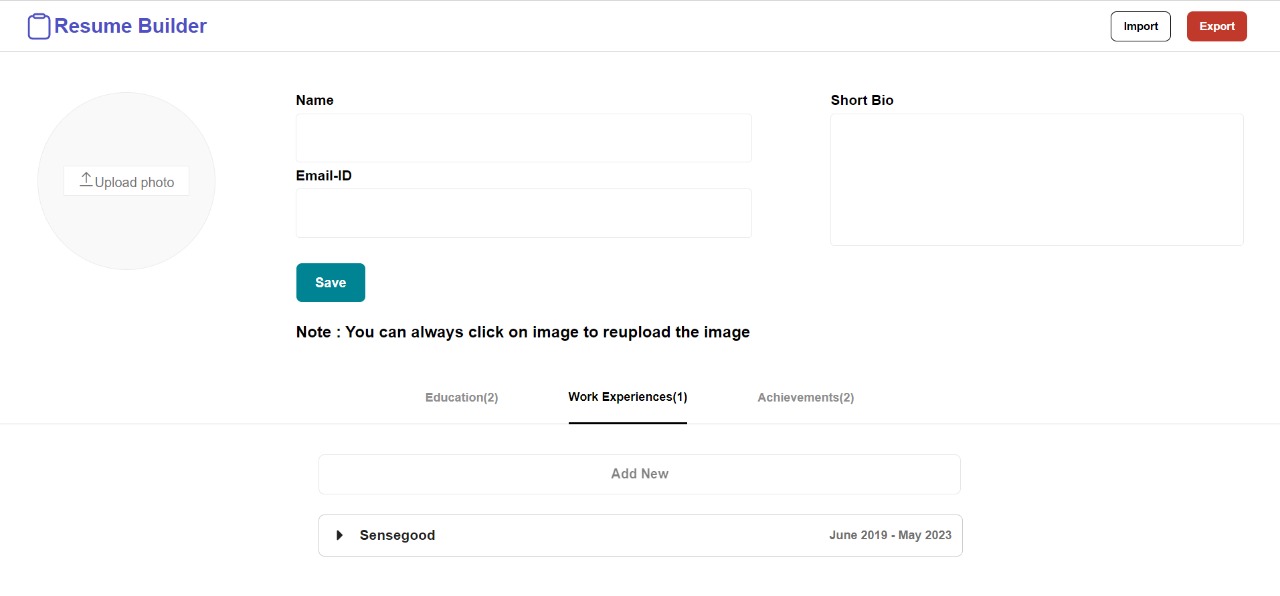 Resume Builder
Import
Export
Upload photo
Name
Short Bio
Email-ID
Save
Note : You can always click on image to reupload the image
Education(2)
Work Experiences(1)
Achievements(2)
Add New
Sensegood
June 2019 - May 2023